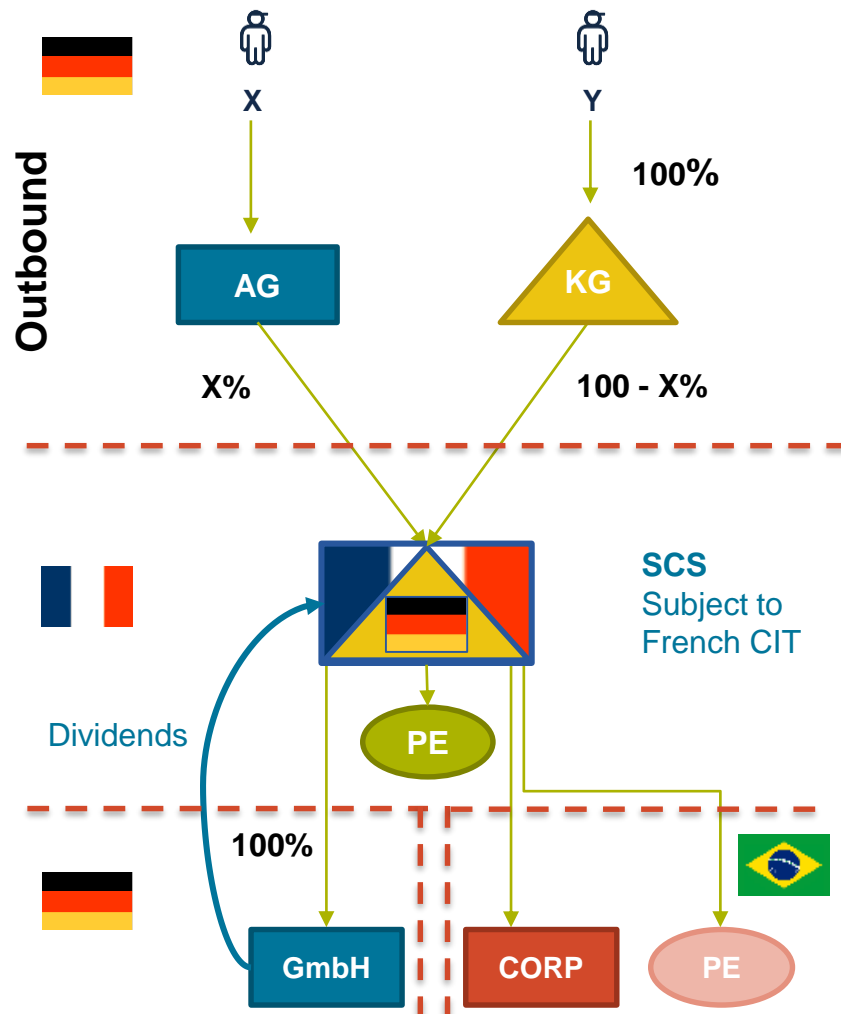 Outbound
X
Y
100%
AG
KG
X%
100 - X%
SCS
Subject to
French CIT
Dividends
PE
100%
GmbH
CORP
PE